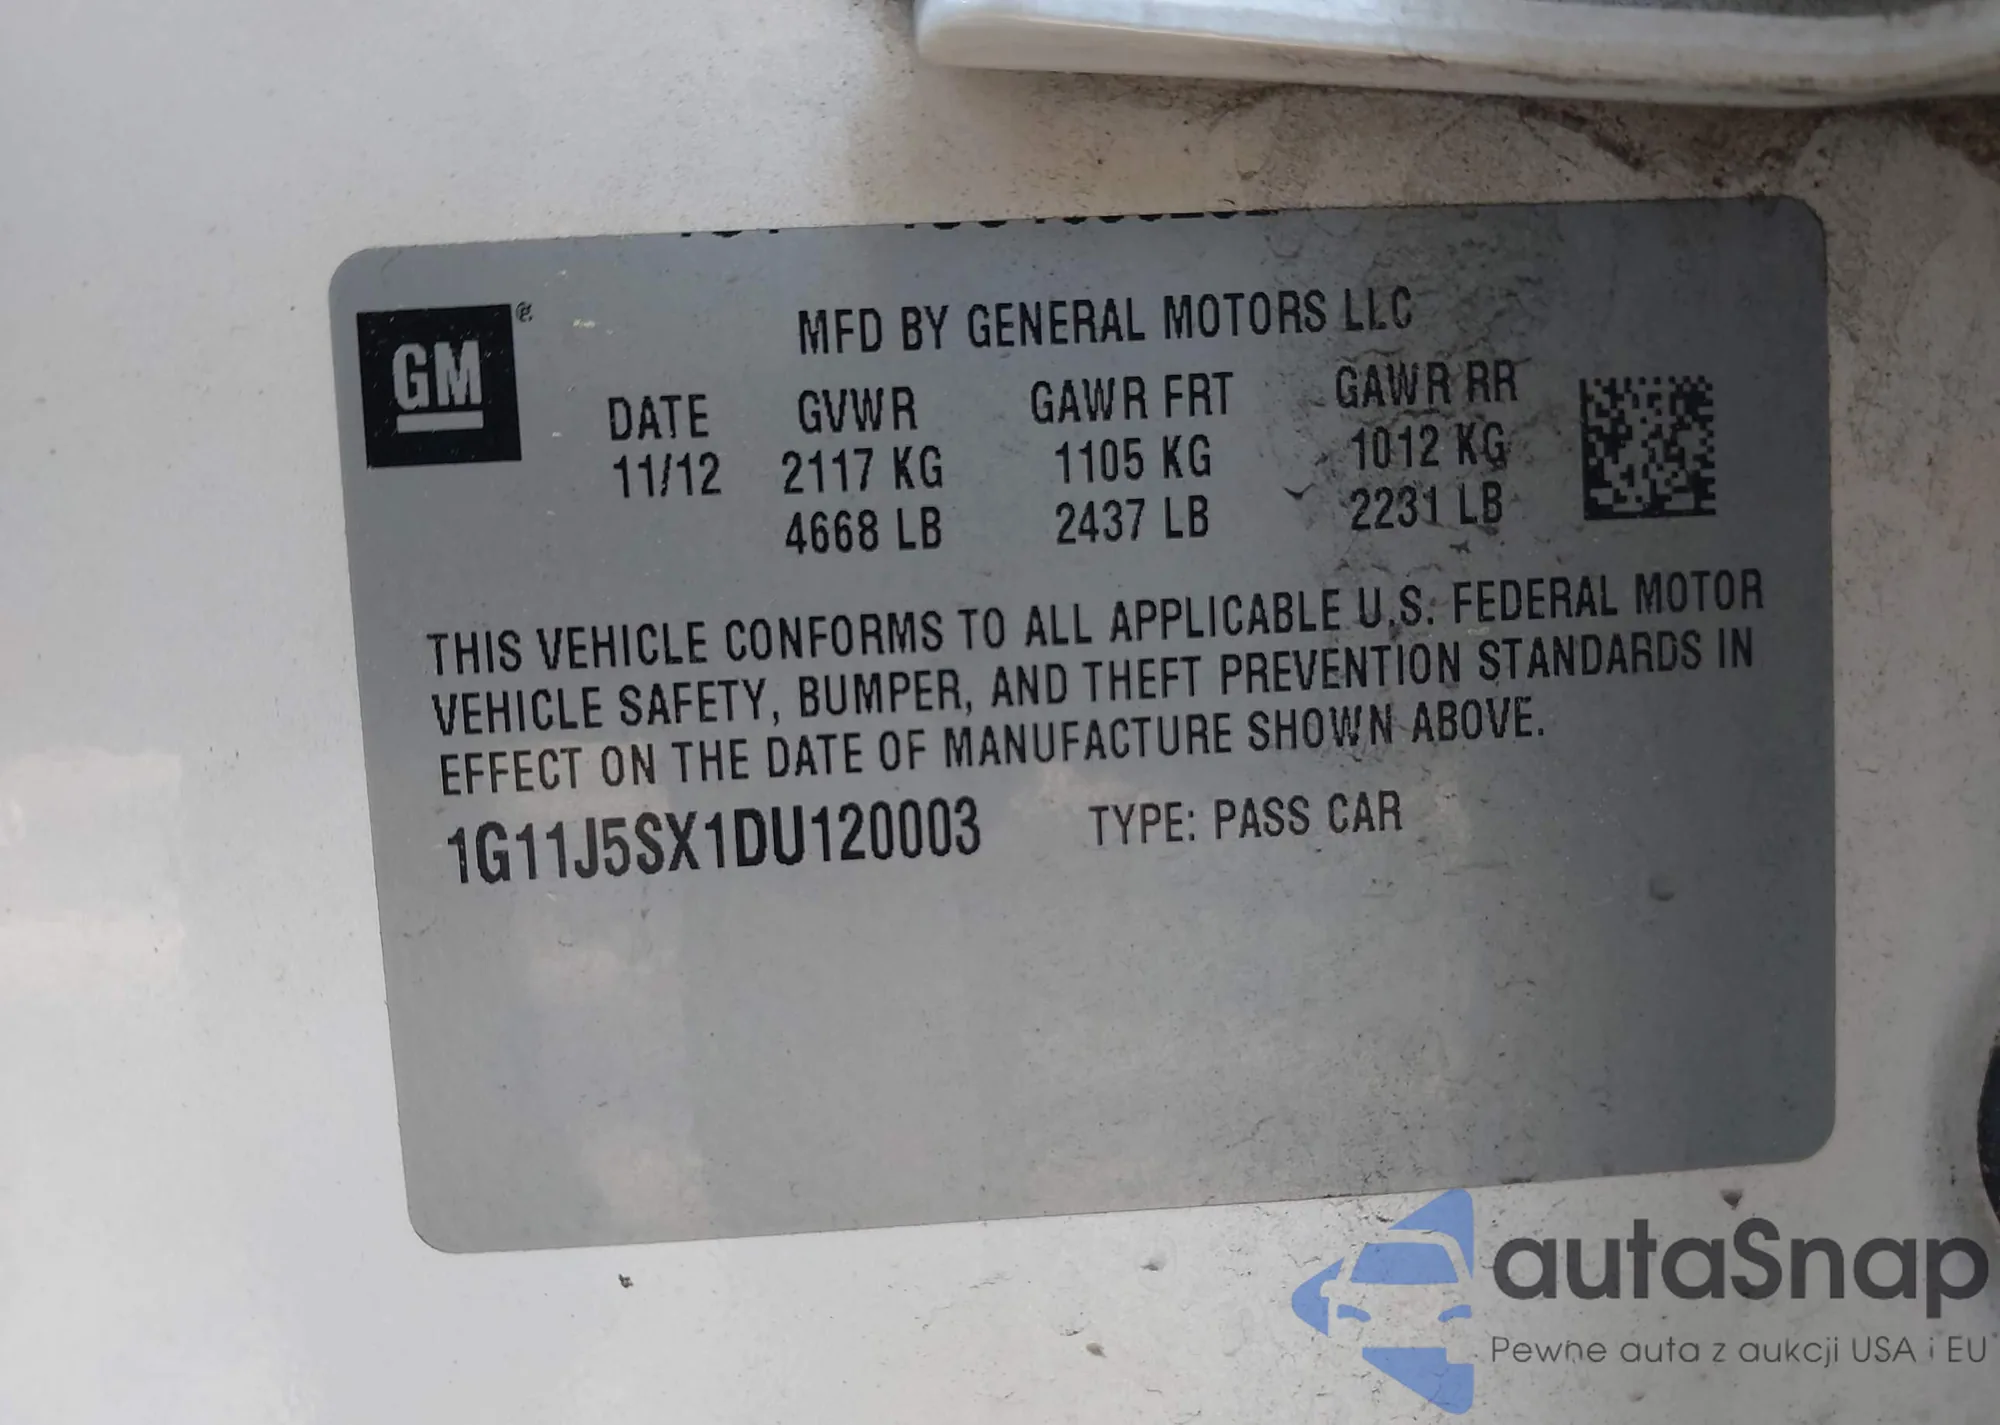 MFD BY GENERAL MOTORS LLC
GM ®
DATE GVWR GAWR FRT GAWR RR
11/12 2117 KG 1105 KG 1012 KG
4668 LB 2437 LB 2231 LB
THIS VEHICLE CONFORMS TO ALL APPLICABLE U.S. FEDERAL MOTOR
VEHICLE SAFETY, BUMPER, AND THEFT PREVENTION STANDARDS IN
EFFECT ON THE DATE OF MANUFACTURE SHOWN ABOVE.
1G11J5SX1DU120003 TYPE: PASS CAR
autaSnap
Pewne auta z aukcji USA i EU